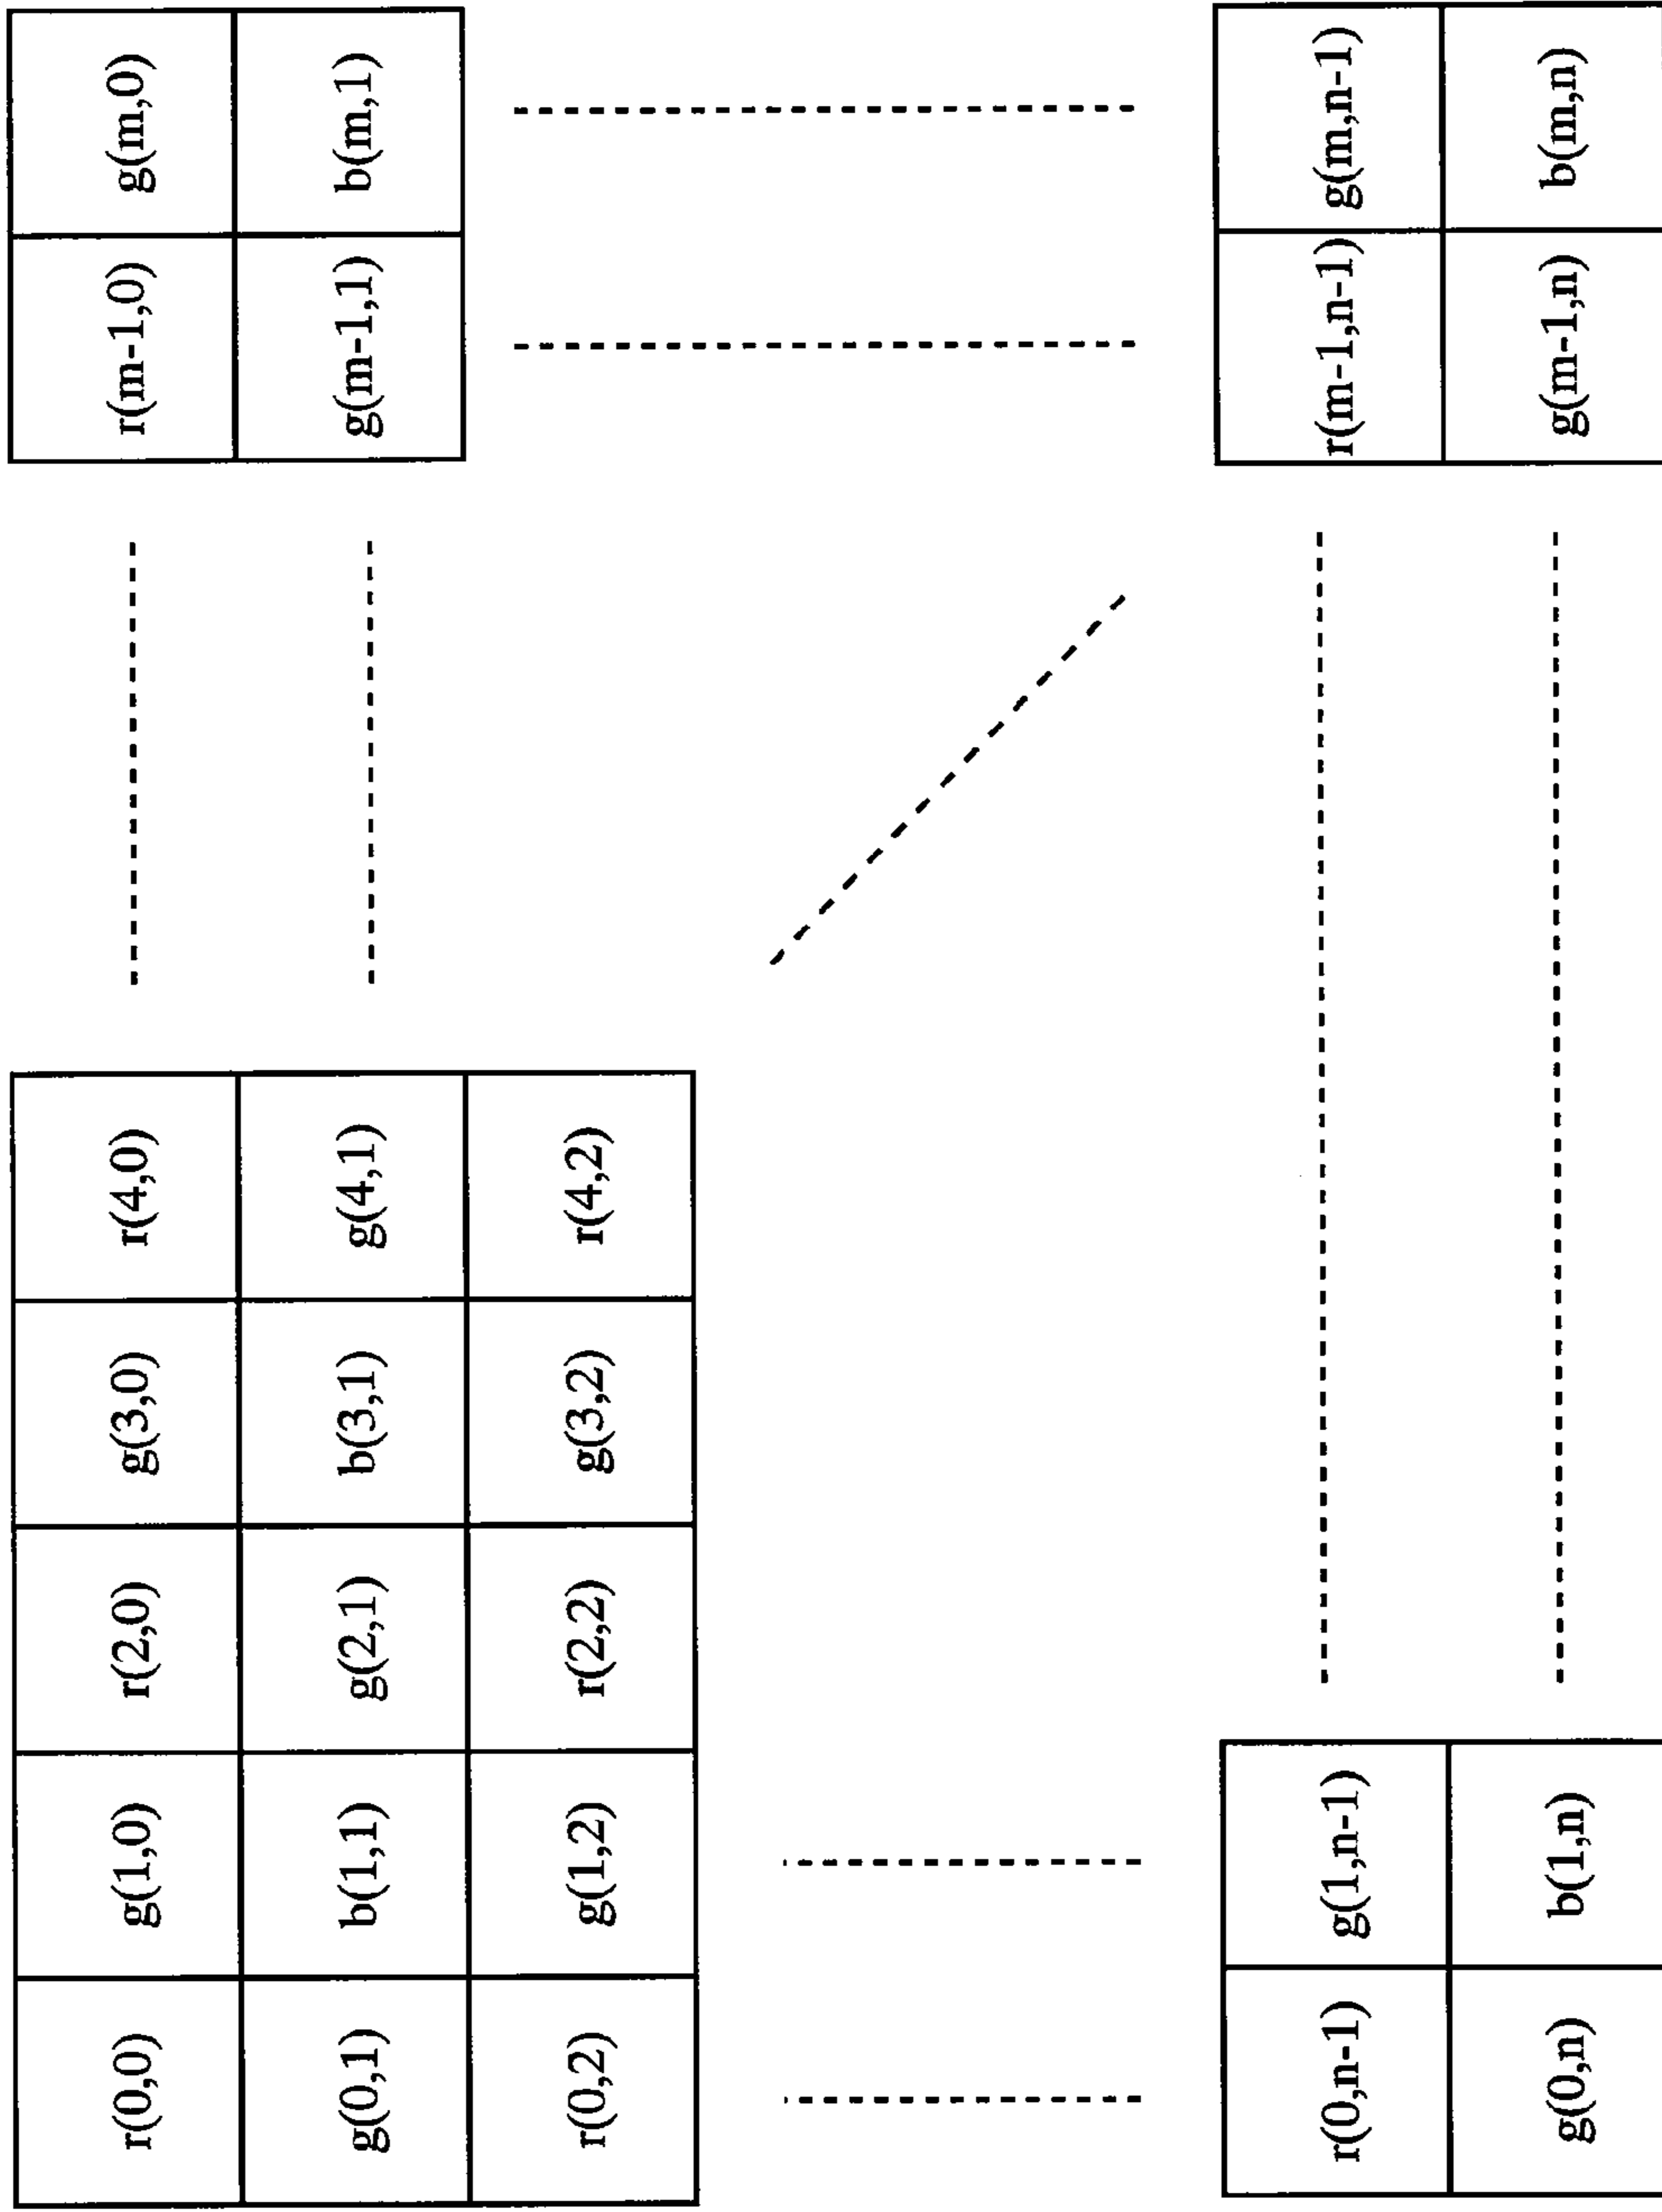 r(0,0) g(1,0) r(2,0) g(3,0) r(4,0) r(m-1,0) g(m,0)
g(0,1) b(1,1) g(2,1) b(3,1) g(4,1) g(m-1,1) b(m,1)
r(0,2) g(1,2) r(2,2) g(3,2) r(4,2)
r(0,n-1) g(1,n-1) r(m-1,n-1) g(m,n-1)
g(0,n) b(1,n) g(m-1,n) b(m,n)